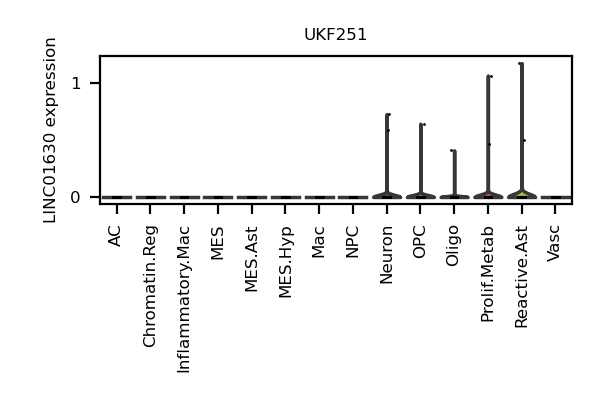 UKF251
LINC01630 expression
1
0
AC
Chromatin.Reg
Inflammatory.Mac
MES
MES.Ast
MES.Hyp
Mac
NPC
Neuron
OPC
Oligo
Prolif.Metab
Reactive.Ast
Vasc